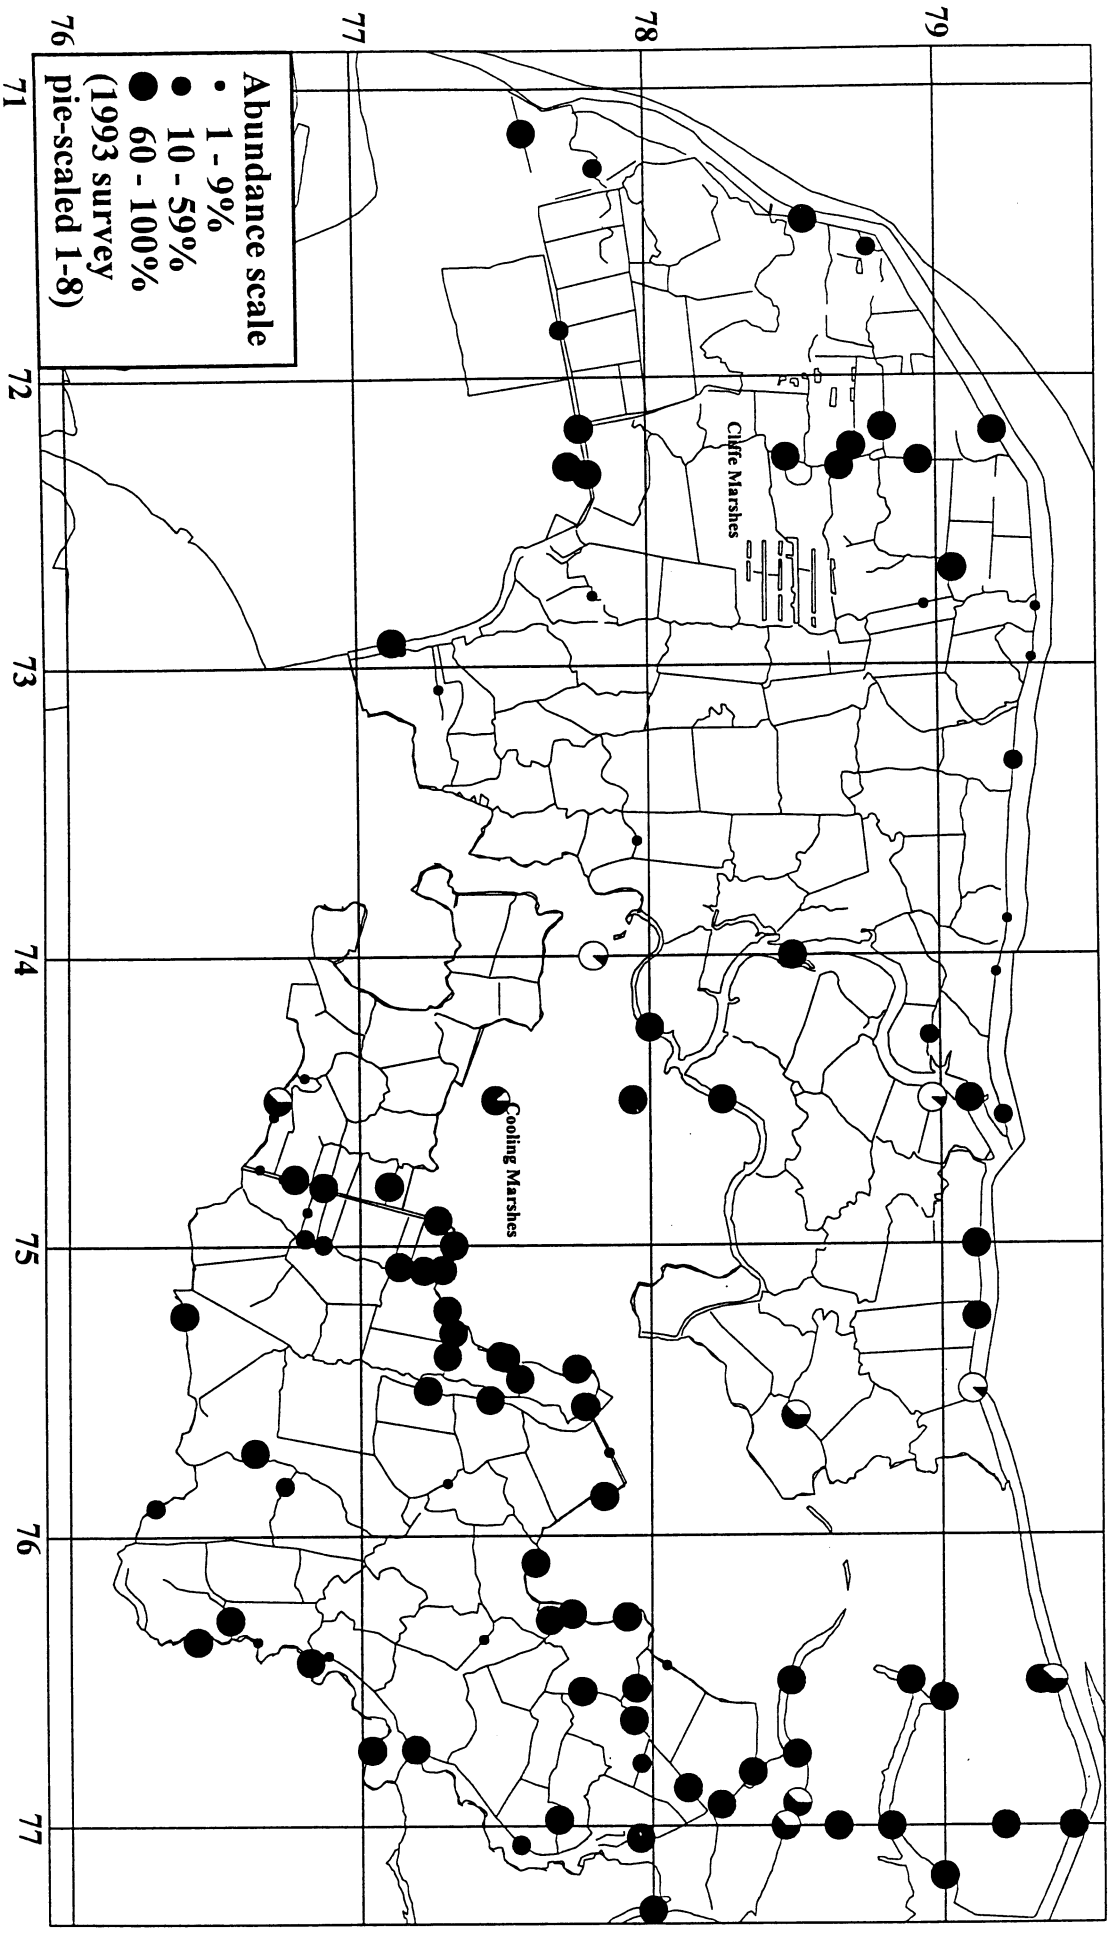 76
77
78
79
71
72
73
74
75
76
77
Abundance scale
• 1 - 9%
● 10 - 59%
● 60 - 100%
(1993 survey
pie-scaled 1-8)
Cliffe Marshes
Cooling Marshes